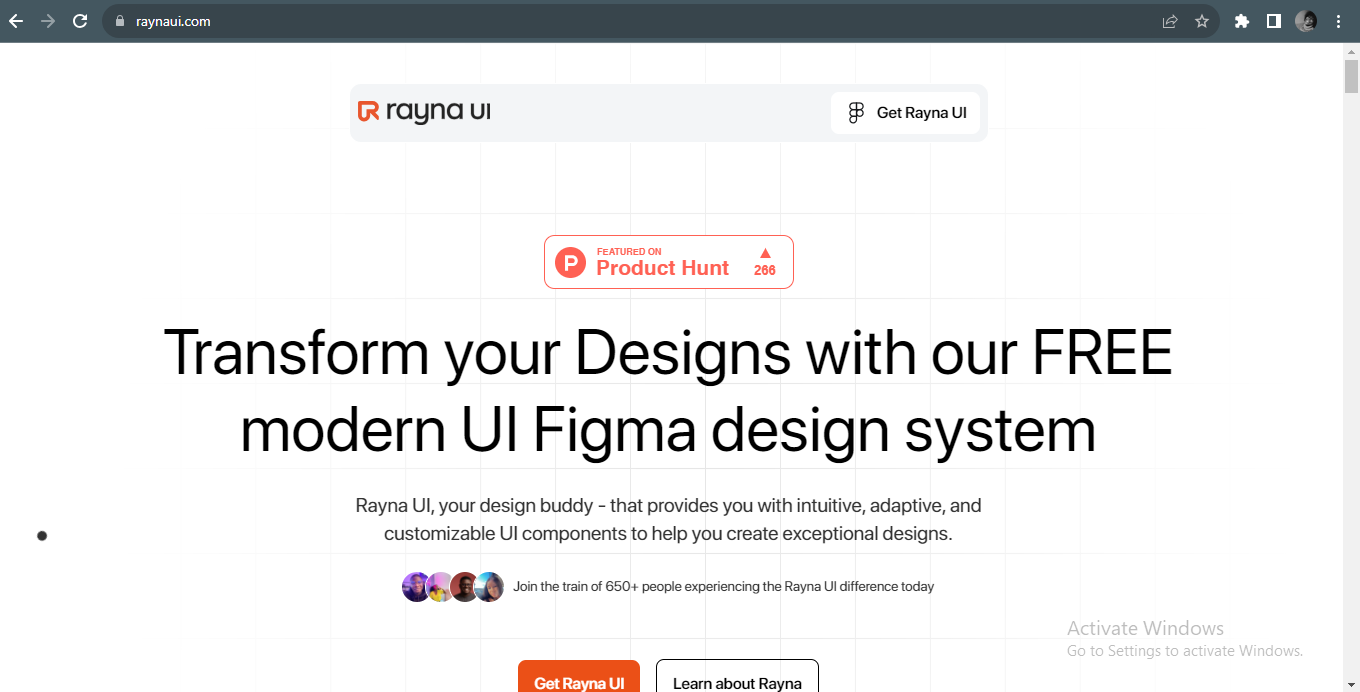 raynaui.com
rayna UI
Get Rayna UI
FEATURED ON
Product Hunt
266
Transform your Designs with our FREE
modern UI Figma design system
Rayna UI, your design buddy - that provides you with intuitive, adaptive, and
customizable UI components to help you create exceptional designs.
Join the train of 650+ people experiencing the Rayna UI difference today
Activate Windows
Go to Settings to activate Windows.
Get Rayna UI
Learn about Rayna